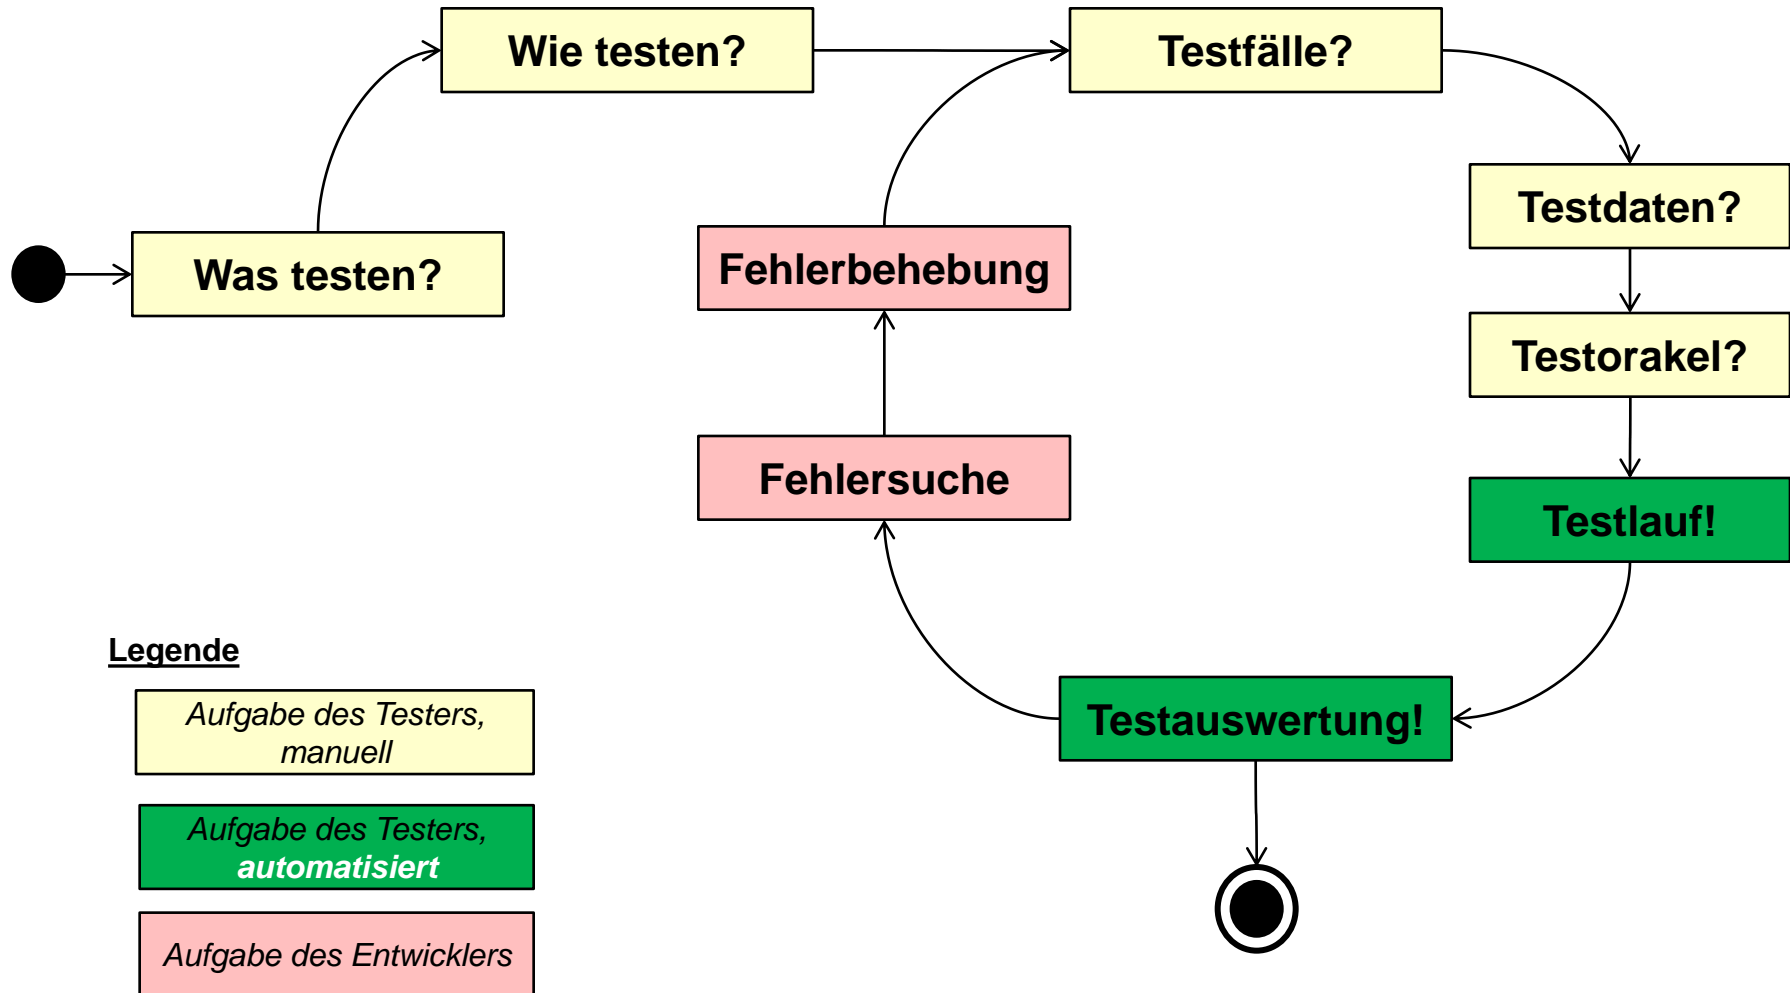 Wie testen?
Testfälle?
Testdaten?
Was testen?
Fehlerbehebung
Testorakel?
Fehlersuche
Testlauf!
Testauswertung!
Legende
Aufgabe des Testers,
manuell
Aufgabe des Testers,
automatisiert
Aufgabe des Entwicklers